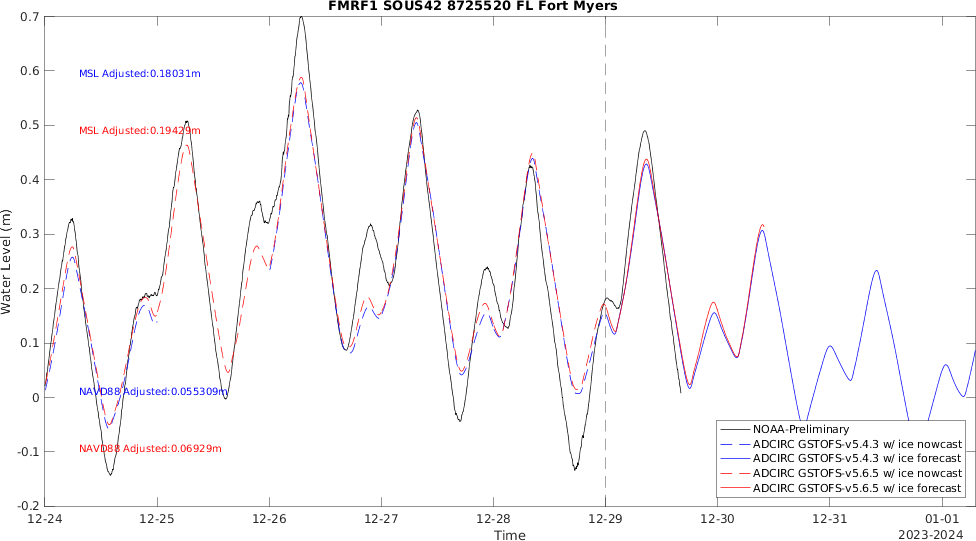 FMRF1 SOUS42 8725520 FL Fort Myers
0.7
0.6
0.5
0.4
0.3
0.2
0.1
0
-0.1
-0.2
Water Level (m)
MSL Adjusted:0.18031m
MSL Adjusted:0.19429m
NAVD88 Adjusted:0.055309m
NAVD88 Adjusted:0.06929m
NOAA-Preliminary
ADCIRC GSTOFS-v5.4.3 w/ ice nowcast
ADCIRC GSTOFS-v5.4.3 w/ ice forecast
ADCIRC GSTOFS-v5.6.5 w/ ice nowcast
ADCIRC GSTOFS-v5.6.5 w/ ice forecast
12-24 12-25 12-26 12-27 12-28 12-29 12-30 12-31 01-01
Time
2023-2024